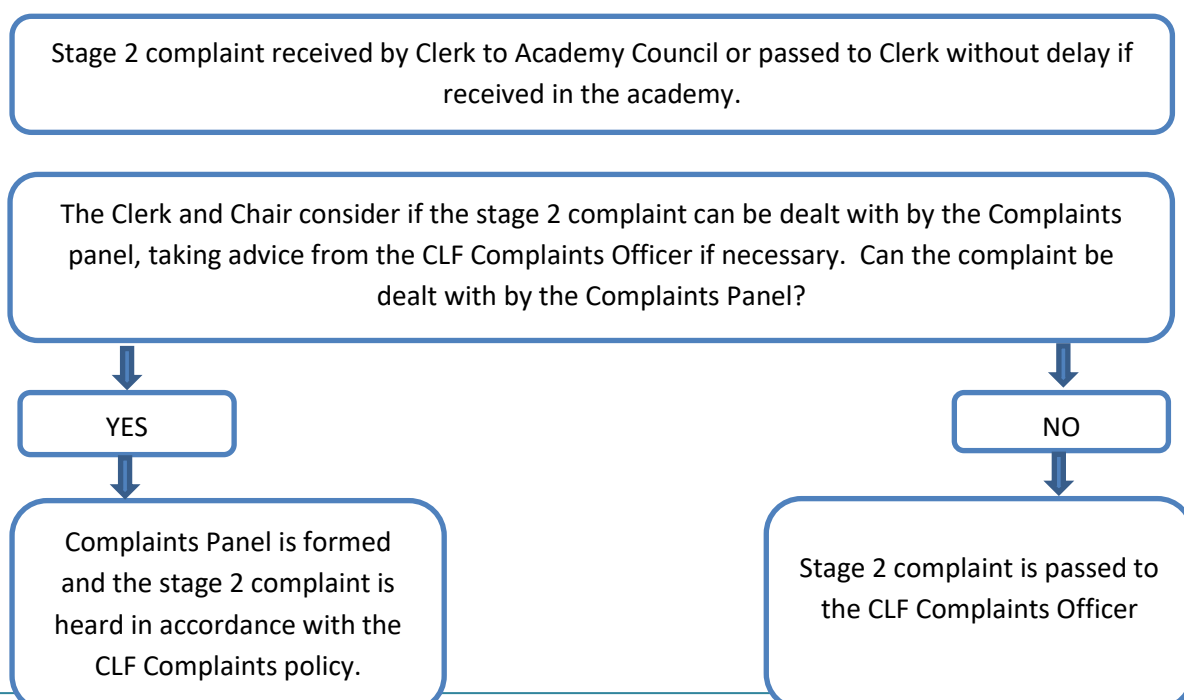 Stage 2 complaint received by Clerk to Academy Council or passed to Clerk without delay if
received in the academy.
The Clerk and Chair consider if the stage 2 complaint can be dealt with by the Complaints
panel, taking advice from the CLF Complaints Officer if necessary.  Can the complaint be
dealt with by the Complaints Panel?
YES
NO
Complaints Panel is formed
and the stage 2 complaint is
heard in accordance with the
CLF Complaints policy.
Stage 2 complaint is passed to
the CLF Complaints Officer